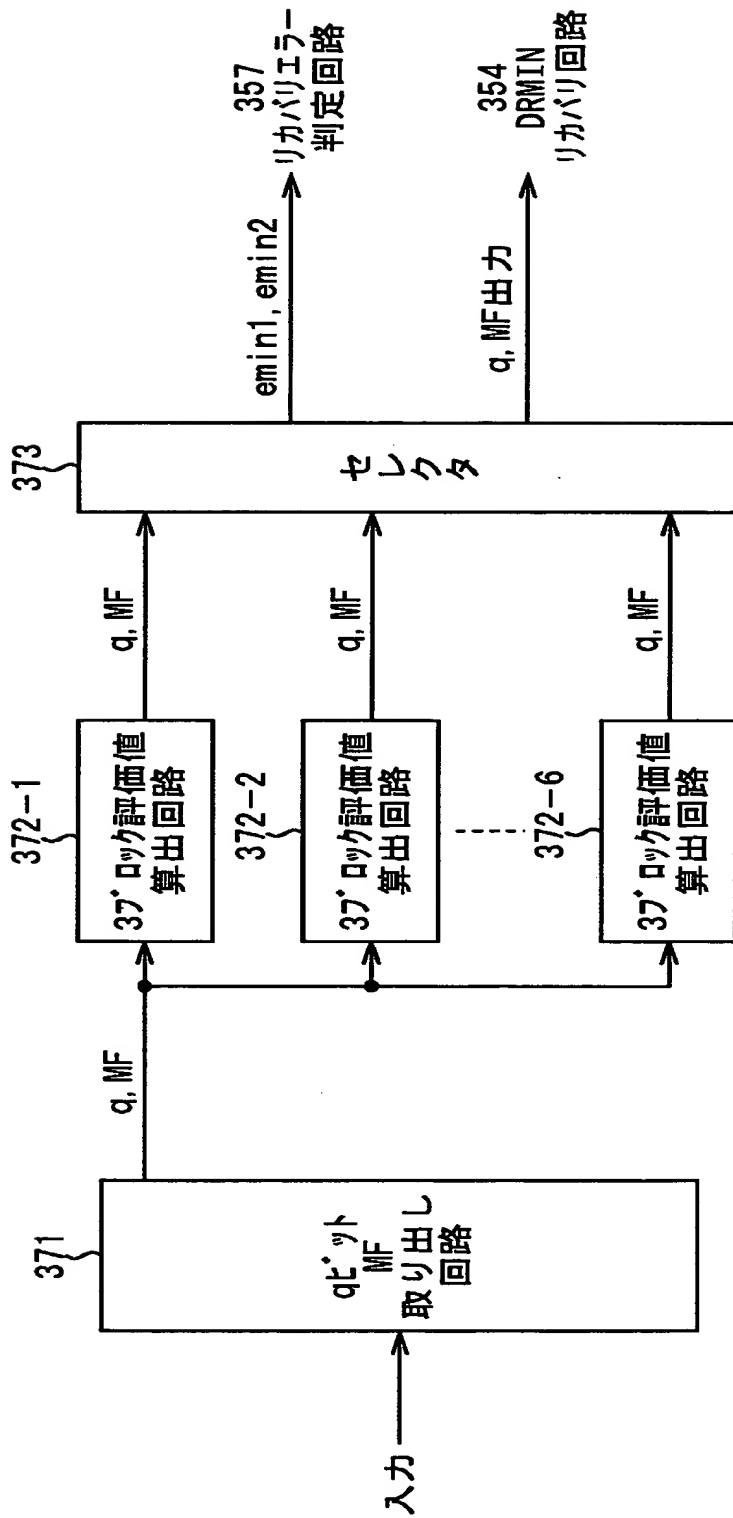 入力
371
qビット
MF
取り出し
回路
q, MF
372-1
3ブロック評価値
算出回路
q, MF
372-2
3ブロック評価値
算出回路
q, MF
372-6
3ブロック評価値
算出回路
q, MF
373
セレクタ
emin1, emin2
357
リカバリエラー
判定回路
q, MF出力
354
DRMIN
リカバリ回路